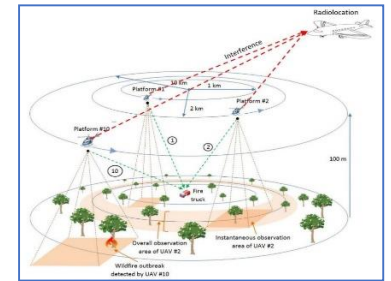 Radiolocation
Interference
10 km
1 km
Platform #1
2 km
Platform #2
Platform #10
1
2
10
100 m
Fire
truck
Overall observation
area of UAV #2
Instantaneous observation
area of UAV #2
Wildfire outbreak
detected by UAV #10